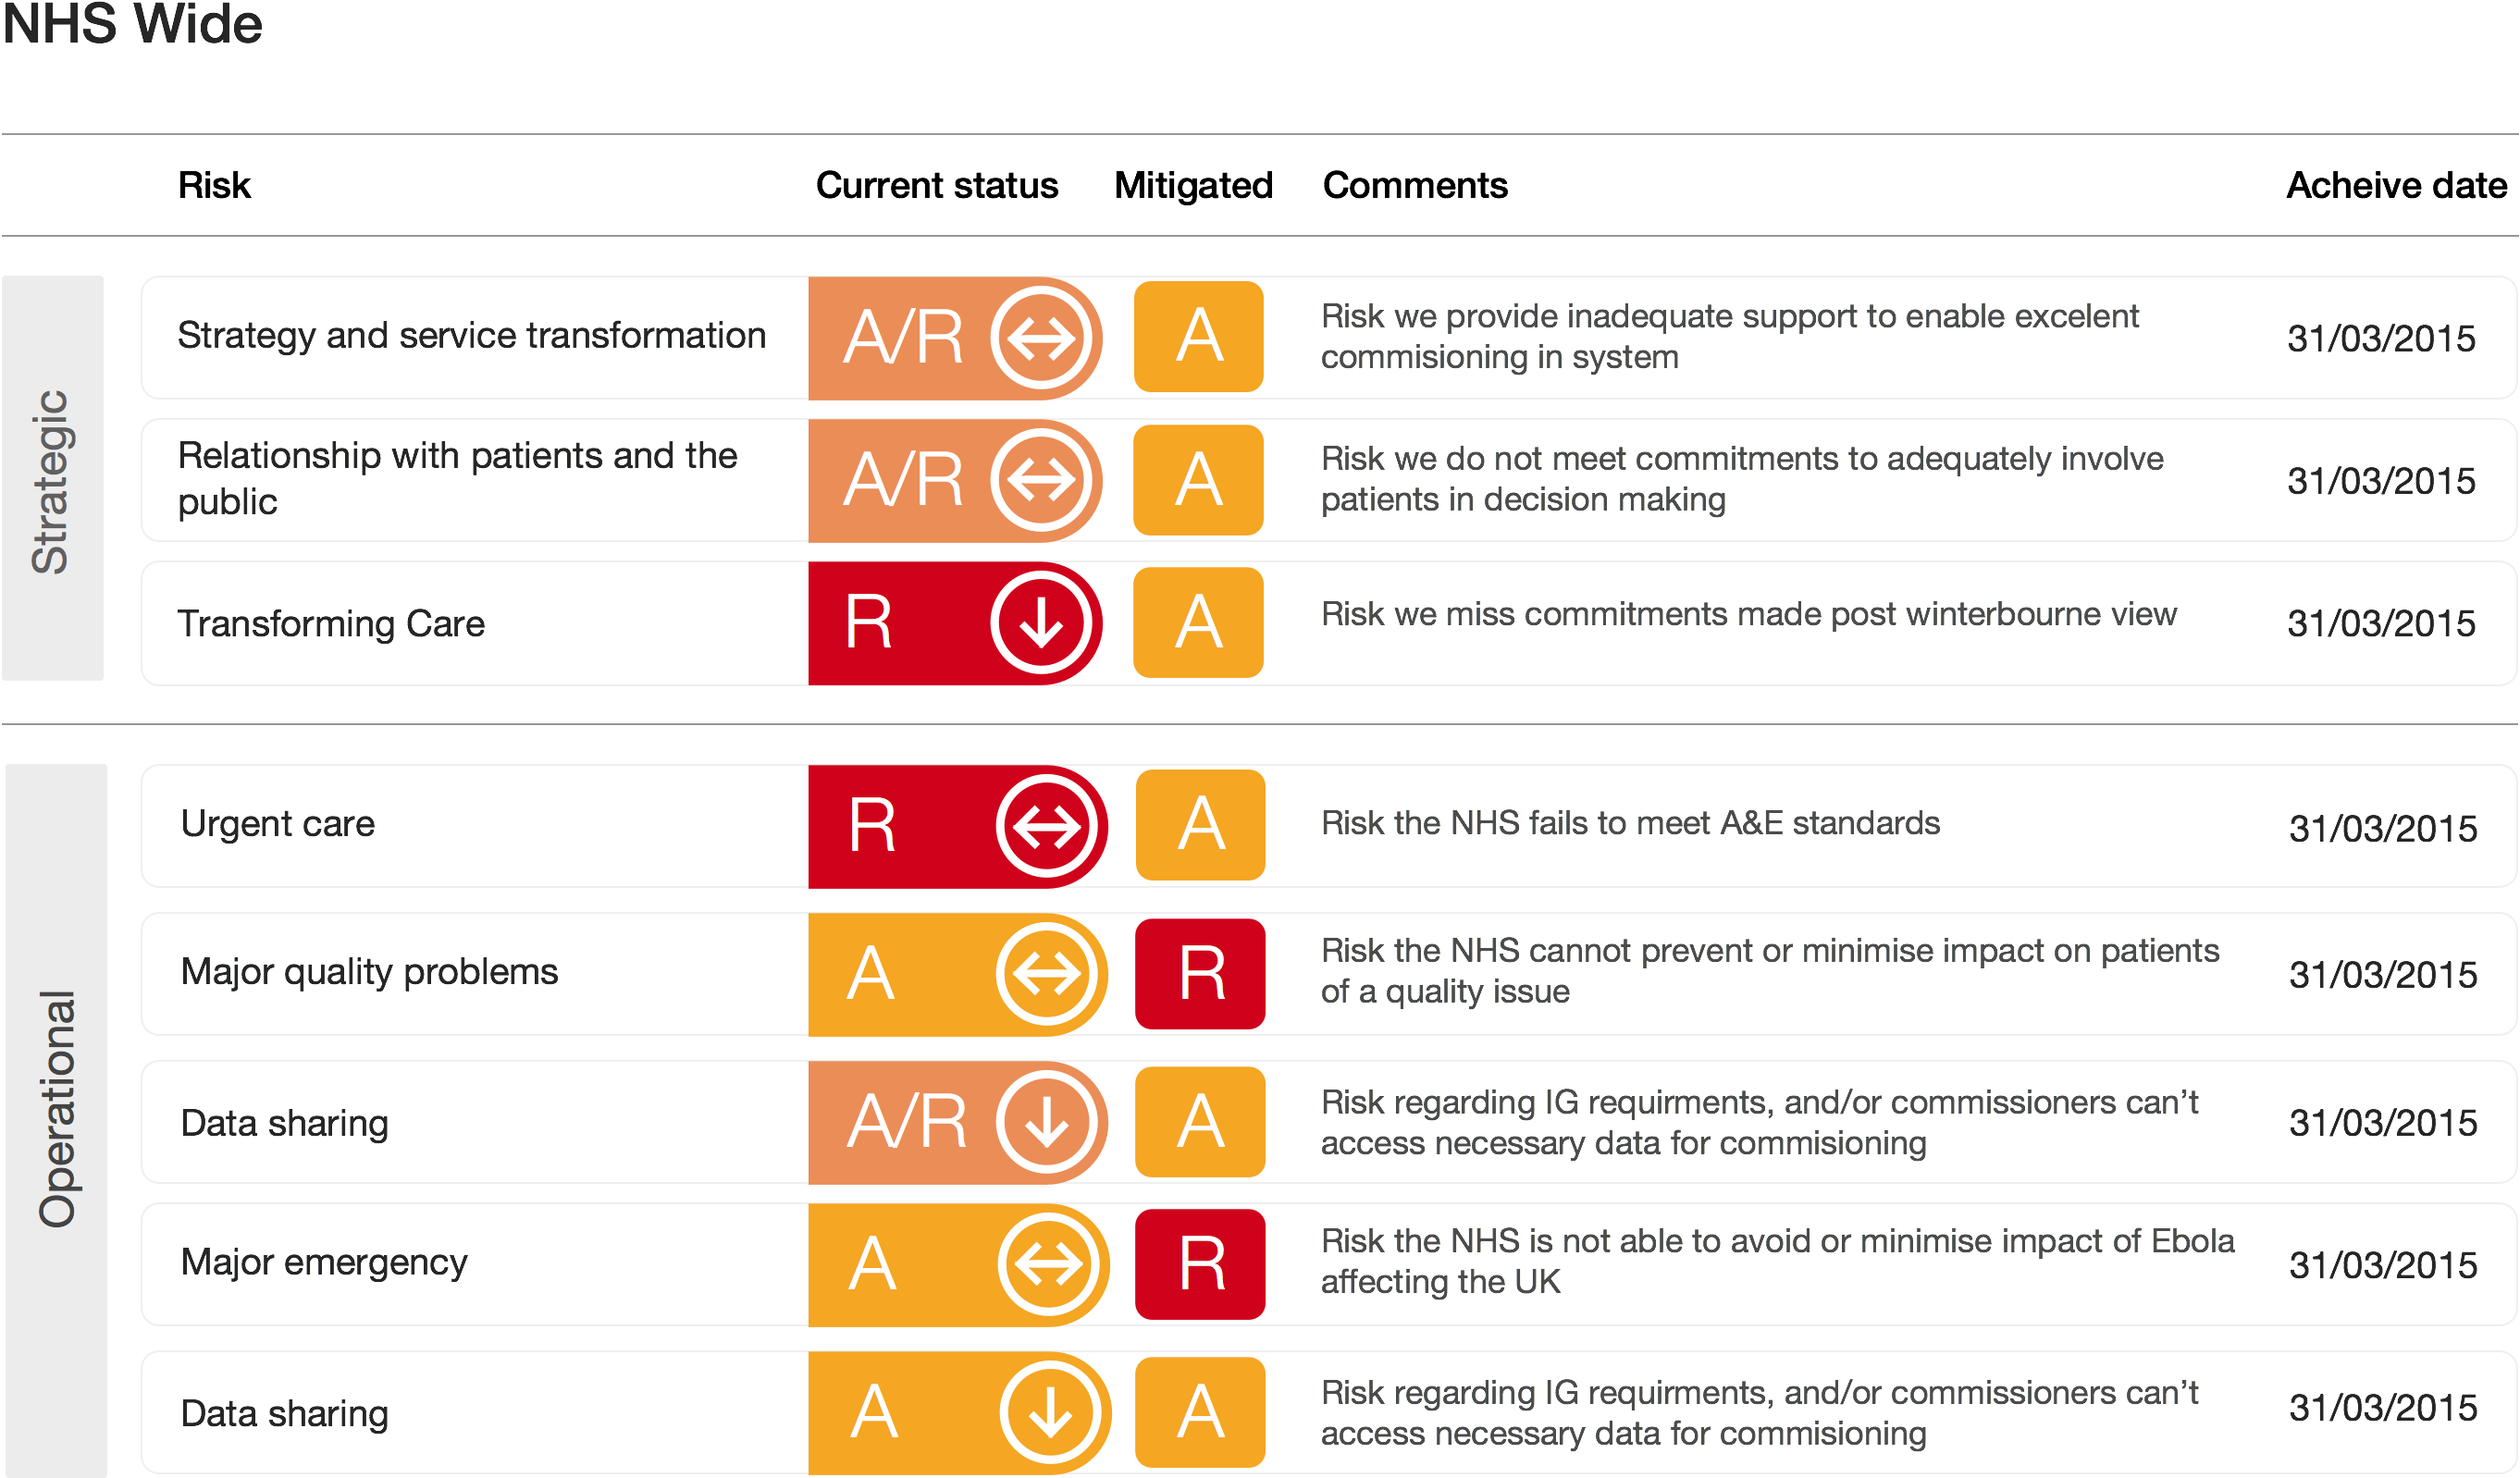 NHS Wide
Risk Current status Mitigated Comments Acheive date
Strategic
Strategy and service transformation A/R A Risk we provide inadequate support to enable excelent 31/03/2015
commisioning in system
Relationship with patients and the A/R A Risk we do not meet commitments to adequately involve 31/03/2015
public patients in decision making
Transforming Care R A Risk we miss commitments made post winterbourne view 31/03/2015
Operational
Urgent care R A Risk the NHS fails to meet A&E standards 31/03/2015
Major quality problems A R Risk the NHS cannot prevent or minimise impact on patients 31/03/2015
of a quality issue
Data sharing A/R A Risk regarding IG requirments, and/or commissioners can’t 31/03/2015
access necessary data for commisioning
Major emergency A R Risk the NHS is not able to avoid or minimise impact of Ebola 31/03/2015
affecting the UK
Data sharing A A Risk regarding IG requirments, and/or commissioners can’t 31/03/2015
access necessary data for commisioning